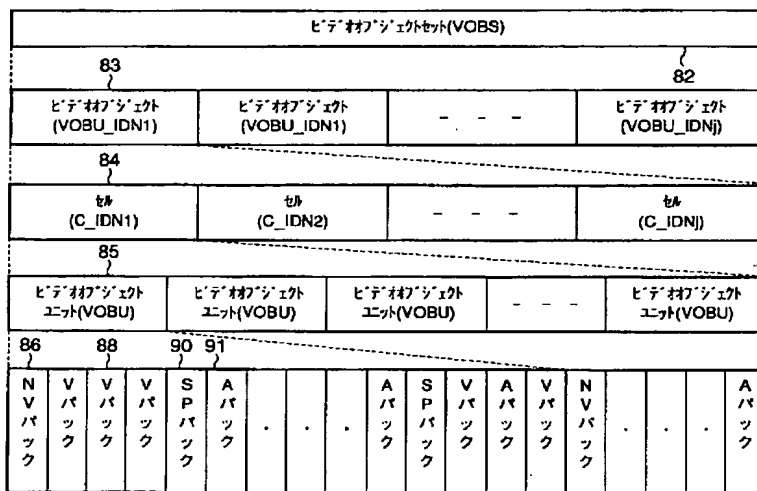 ビデオオブジェクトセット(VOBS)
83
82
ビデオオブジェクト
(VOBU_IDN1)
ビデオオブジェクト
(VOBU_IDN1)
- - -
ビデオオブジェクト
(VOBU_IDNj)
84
セル
(C_IDN1)
セル
(C_IDN2)
- - -
セル
(C_IDNj)
85
ビデオオブジェクト
ユニット(VOBU)
ビデオオブジェクト
ユニット(VOBU)
ビデオオブジェクト
ユニット(VOBU)
- - -
ビデオオブジェクト
ユニット(VOBU)
86
88
90
91
NVパック
Vパック
Vパック
Vパック
SPパック
Aパック
・
・
・
Aパック
SPパック
Vパック
Aパック
Vパック
NVパック
・
・
・
Aパック